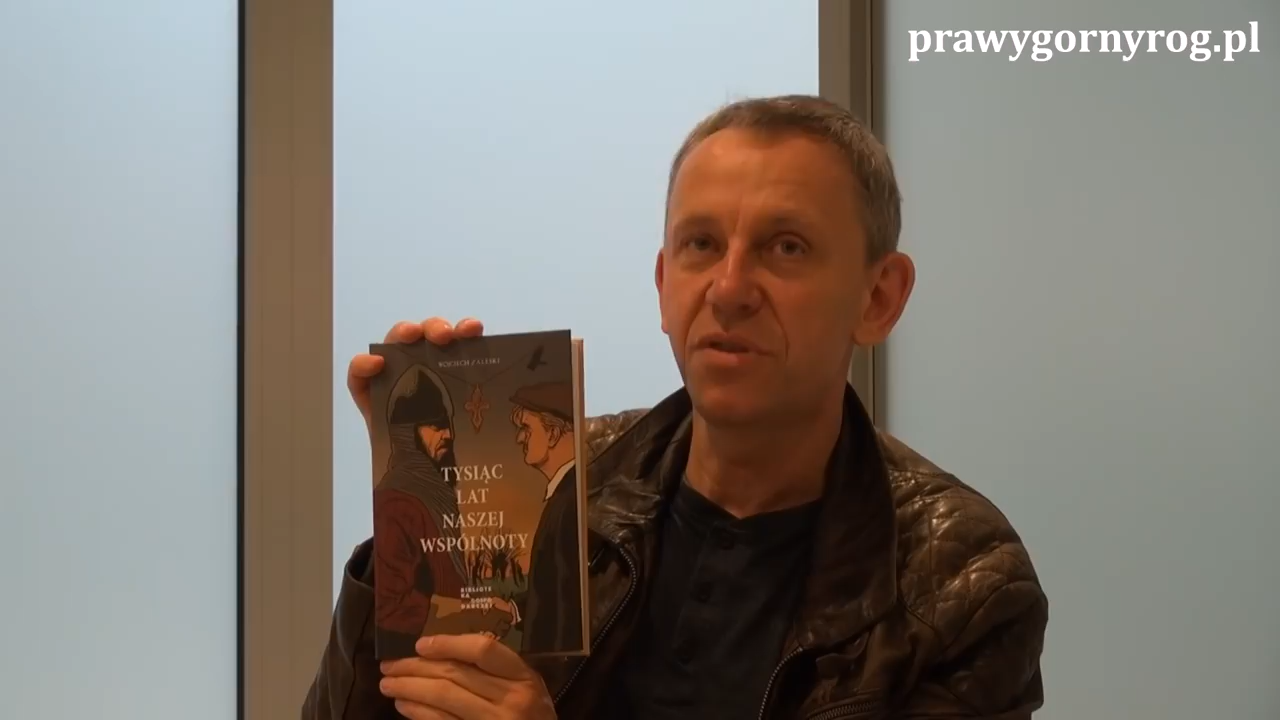 prawygornyrog.pl
WOJCIECH ZALESKI
TYSIĄC
LAT
NASZEJ
WSPÓLNOTY